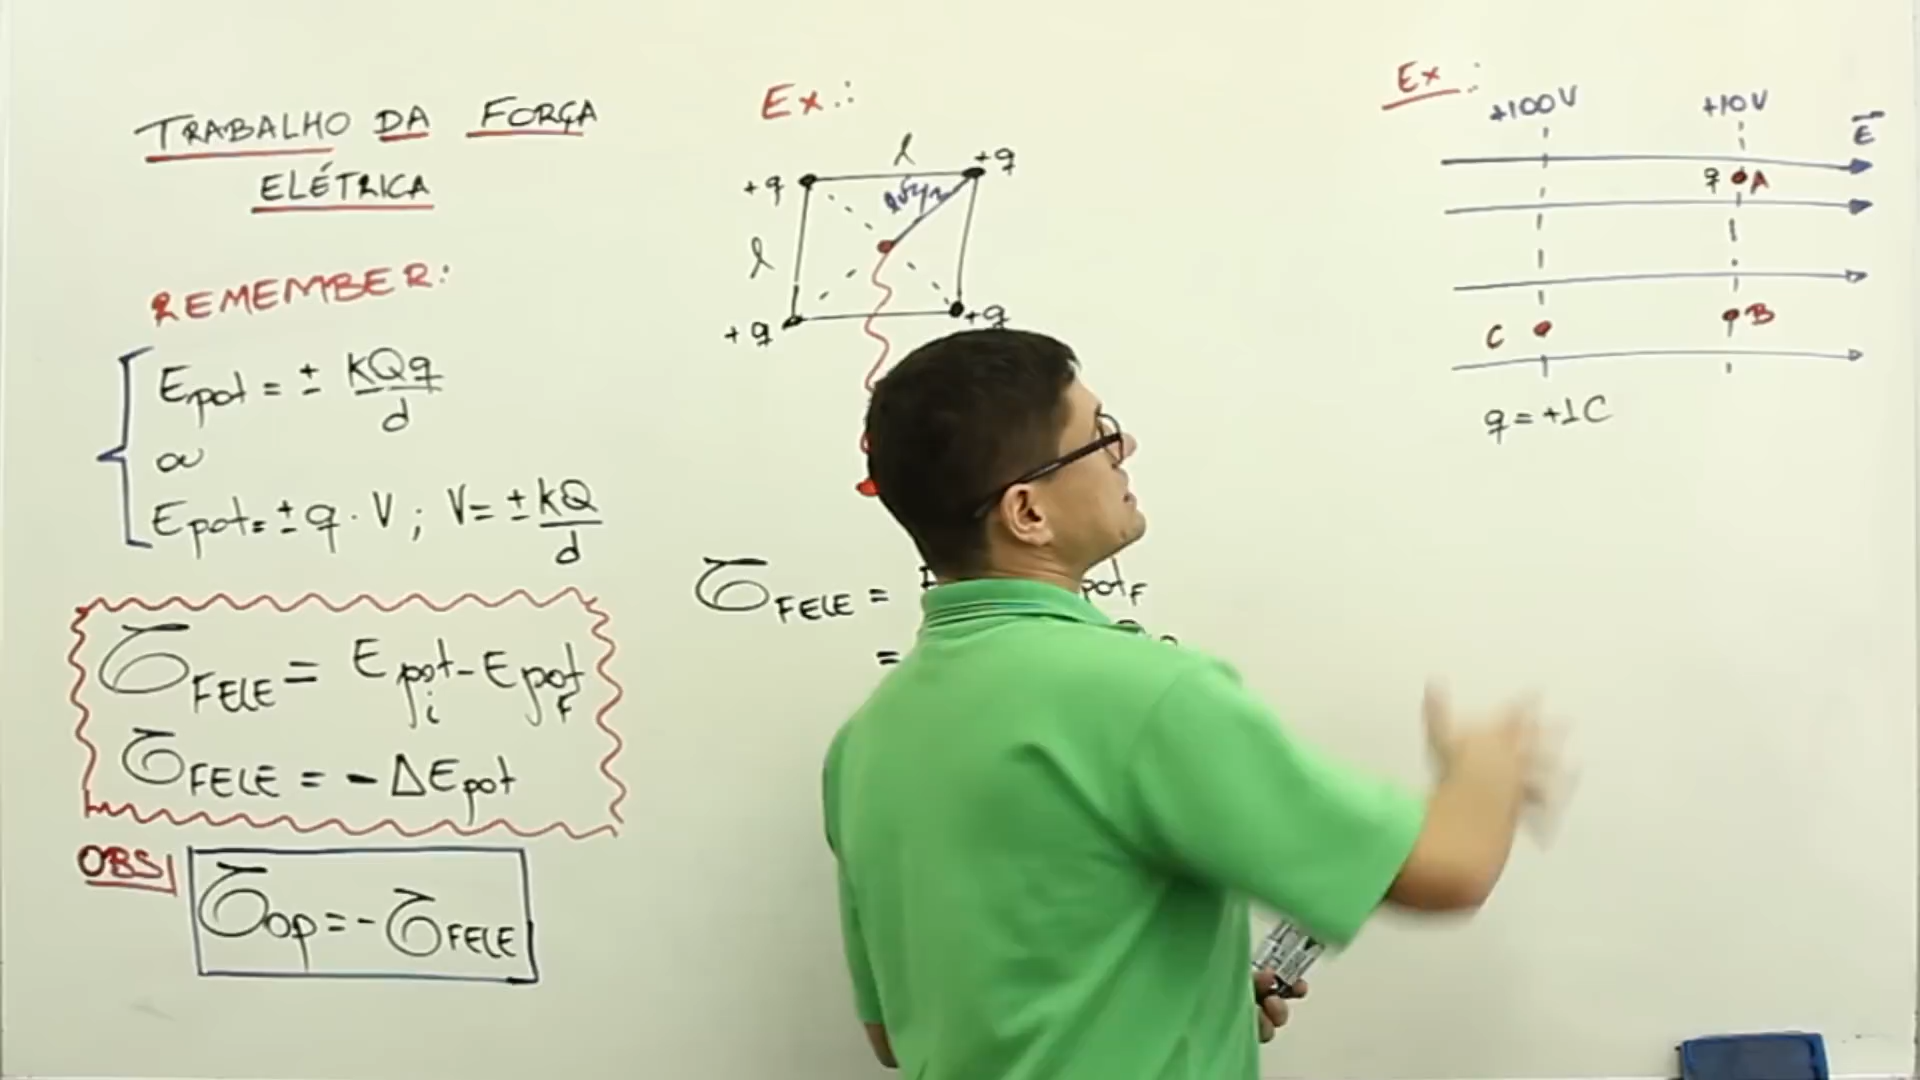 TRABALHO DA FORÇA
ELÉTRICA
REMEMBER:
Epot = ± kQq/d
ou
Epot = ± q . V ; V = ± kQ/d
τFELE = Epot i - Epot F
τFELE = - ΔEpot
OBS
τop = - τFELE
Ex.:
l
+q
+q
l
+q
+q
τFELE =
potF
=
Ex.:
+100V
+10V
E
q A
C
B
q = +1C